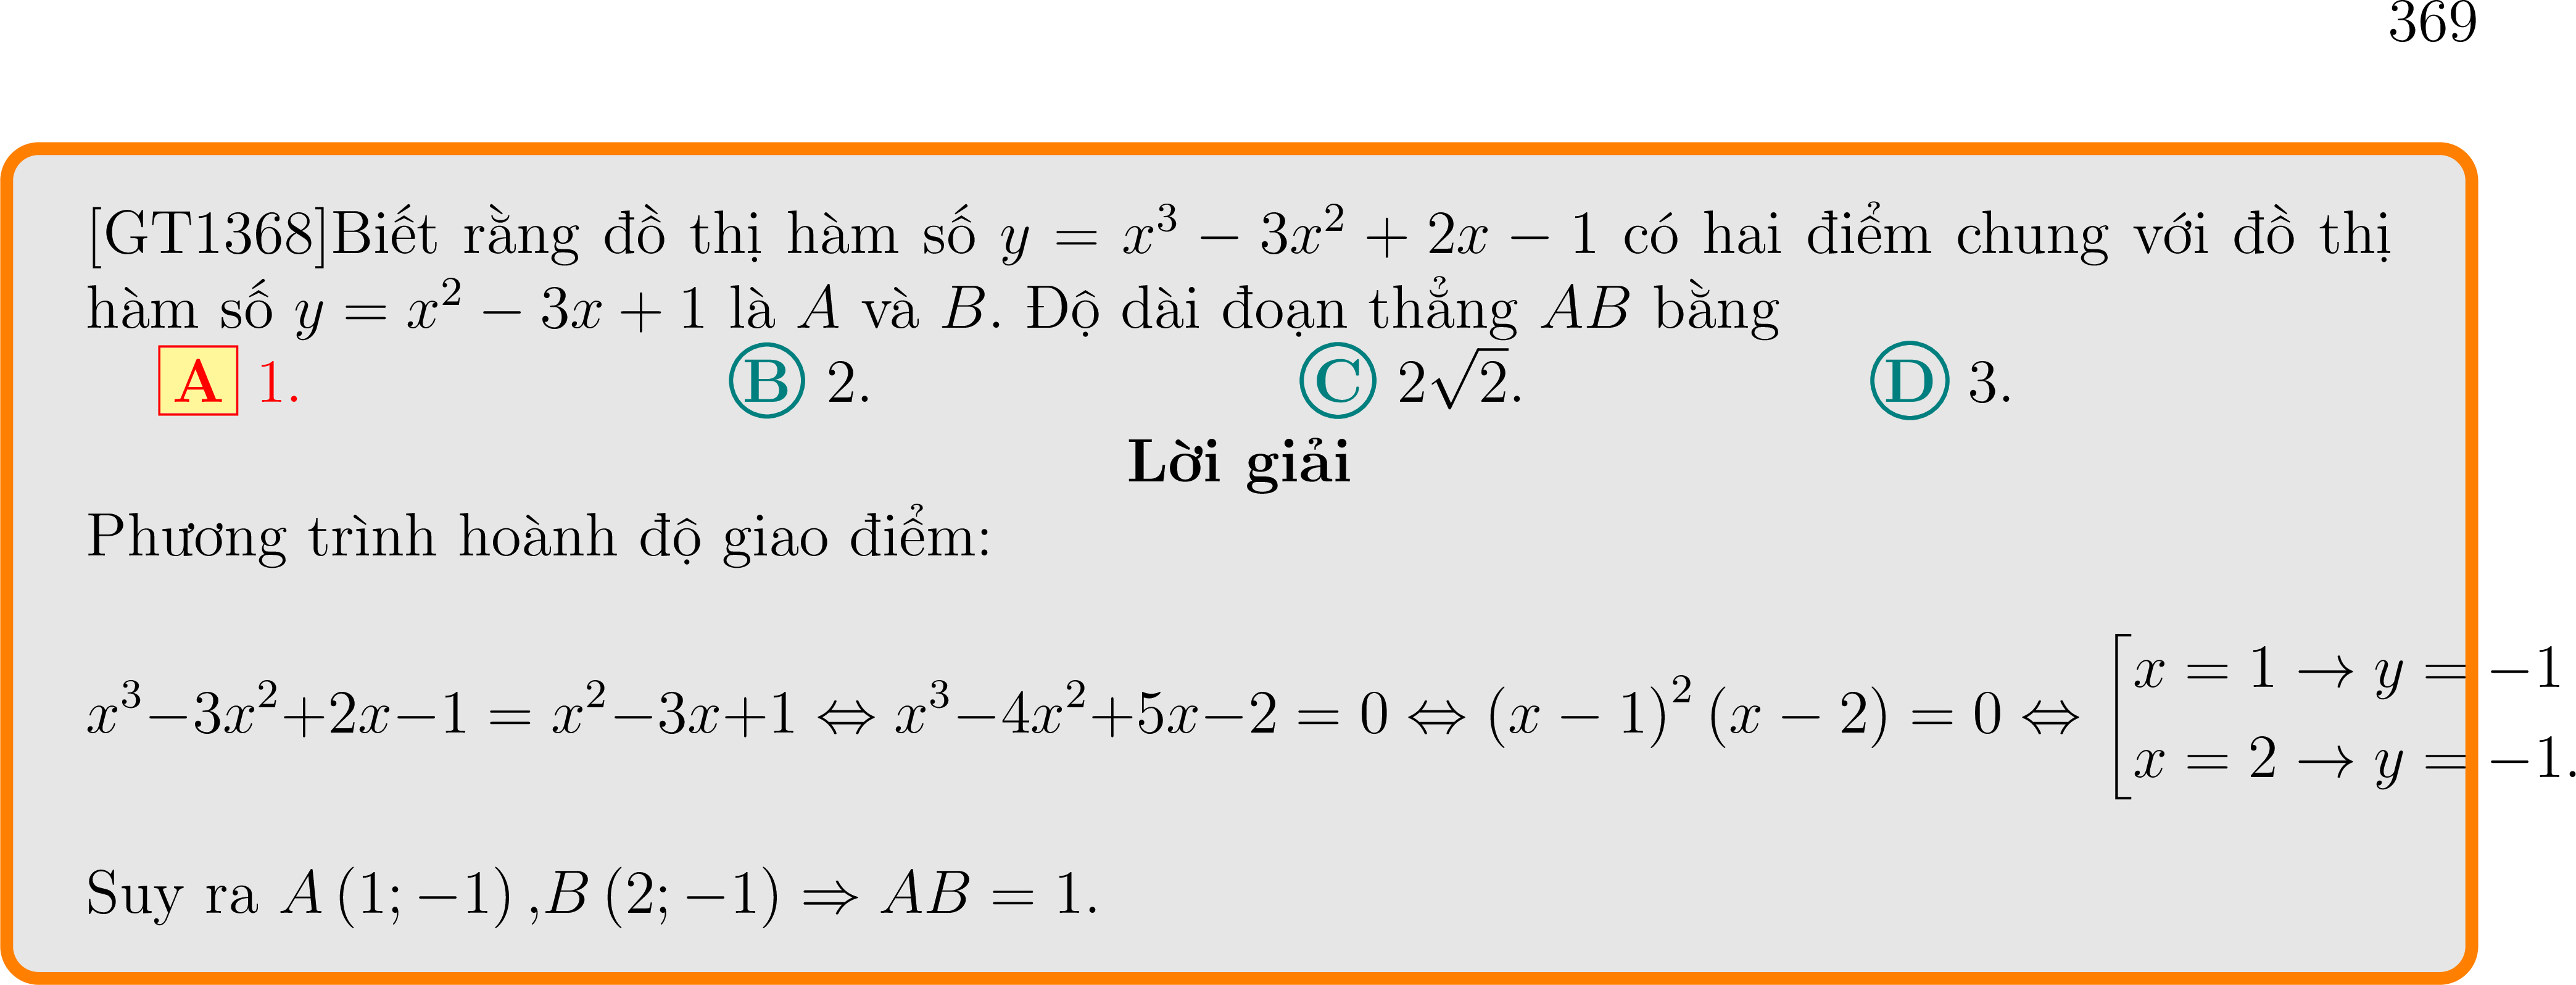 369
[GT1368]Biết rằng đồ thị hàm số $y = x^3 - 3x^2 + 2x - 1$ có hai điểm chung với đồ thị
hàm số $y = x^2 - 3x + 1$ là $A$ và $B$. Độ dài đoạn thẳng $AB$ bằng
A 1. B 2. C $2\sqrt{2}$. D 3.
Lời giải
Phương trình hoành độ giao điểm:
$x^3-3x^2+2x-1 = x^2-3x+1 \Leftrightarrow x^3-4x^2+5x-2 = 0 \Leftrightarrow (x-1)^2 (x-2) = 0 \Leftrightarrow \left[\begin{array}{l} x = 1 \to y = -1 \\ x = 2 \to y = -1. \end{array}\right.$
Suy ra $A(1;-1)$,$B(2;-1) \Rightarrow AB = 1$.